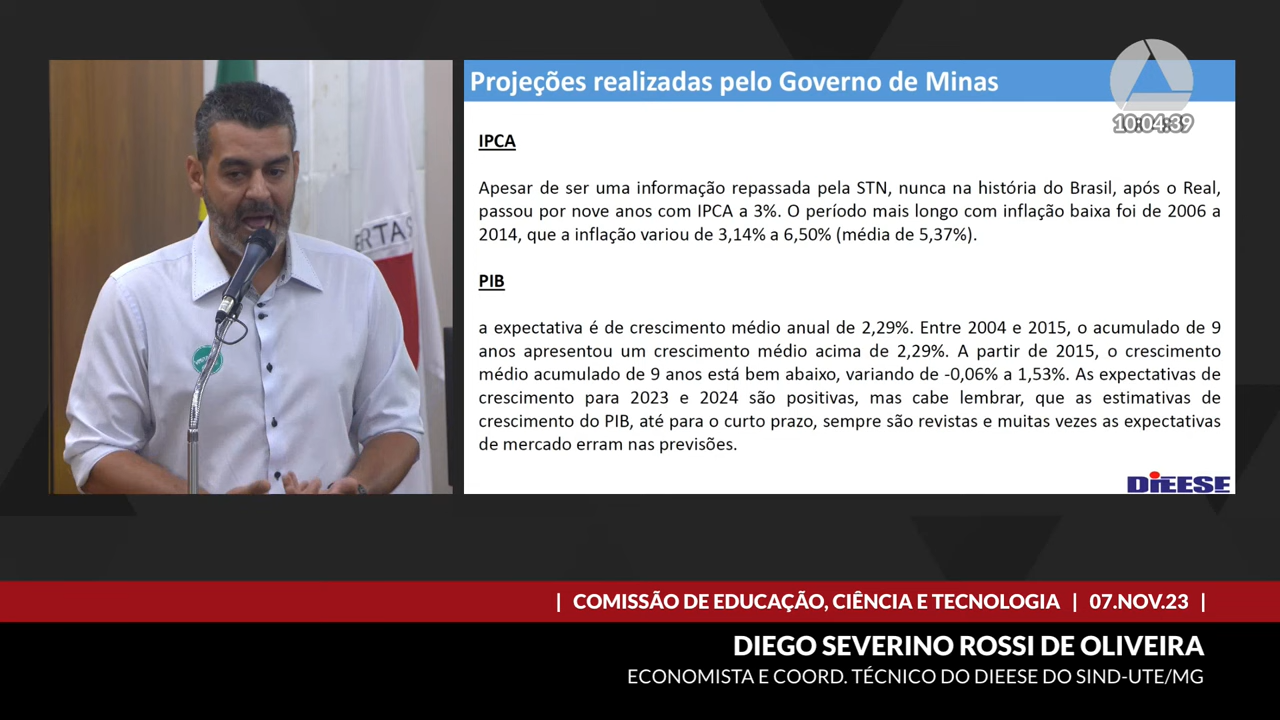 Projeções realizadas pelo Governo de Minas
10:04:39
IPCA
Apesar de ser uma informação repassada pela STN, nunca na história do Brasil, após o Real,
passou por nove anos com IPCA a 3%. O período mais longo com inflação baixa foi de 2006 a
2014, que a inflação variou de 3,14% a 6,50% (média de 5,37%).
PIB
a expectativa é de crescimento médio anual de 2,29%. Entre 2004 e 2015, o acumulado de 9
anos apresentou um crescimento médio acima de 2,29%. A partir de 2015, o crescimento
médio acumulado de 9 anos está bem abaixo, variando de -0,06% a 1,53%. As expectativas de
crescimento para 2023 e 2024 são positivas, mas cabe lembrar, que as estimativas de
crescimento do PIB, até para o curto prazo, sempre são revistas e muitas vezes as expectativas
de mercado erram nas previsões.
DIEESE
ERTAS
| COMISSÃO DE EDUCAÇÃO, CIÊNCIA E TECNOLOGIA | 07.NOV.23 |
DIEGO SEVERINO ROSSI DE OLIVEIRA
ECONOMISTA E COORD. TÉCNICO DO DIEESE DO SIND-UTE/MG